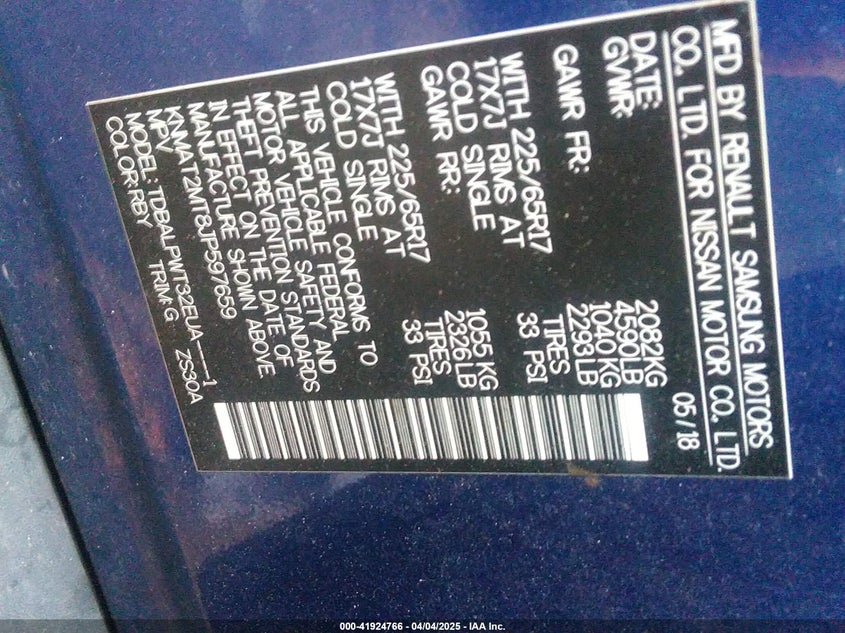 MFD BY RENAULT SAMSUNG MOTORS
CO., LTD. FOR NISSAN MOTOR CO., LTD.
DATE: 05/18
GVWR: 2082KG
4590LB
GAWR FR: 1040 KG
2293LB
WITH 225/65R17 TIRES
17X7J RIMS AT 33 PSI
COLD SINGLE
GAWR RR: 1055 KG
2326LB
WITH 225/65R17 TIRES
17X7J RIMS AT 33 PSI
COLD SINGLE
THIS VEHICLE CONFORMS TO
ALL APPLICABLE FEDERAL
MOTOR VEHICLE SAFETY AND
THEFT PREVENTION STANDARDS
IN EFFECT ON THE DATE OF
MANUFACTURE SHOWN ABOVE
KNMAT2MT8JP597659
MPV
MODEL: TDBALPWT32EUA-----1
COLOR:RBY TRIM:G ZS30A
000-41924766 - 04/04/2025 - IAA Inc.